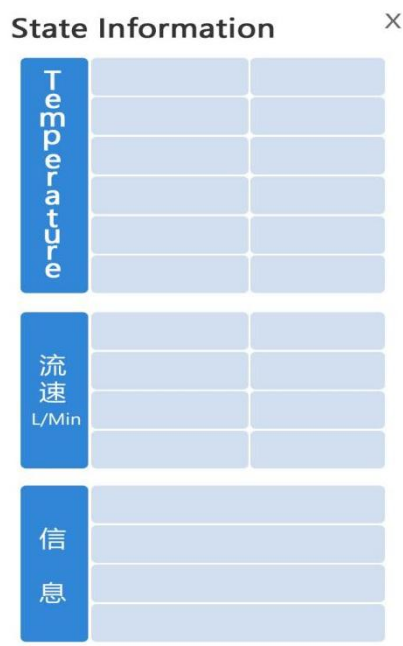 State Information
X
Temperature
流速
L/Min
信息